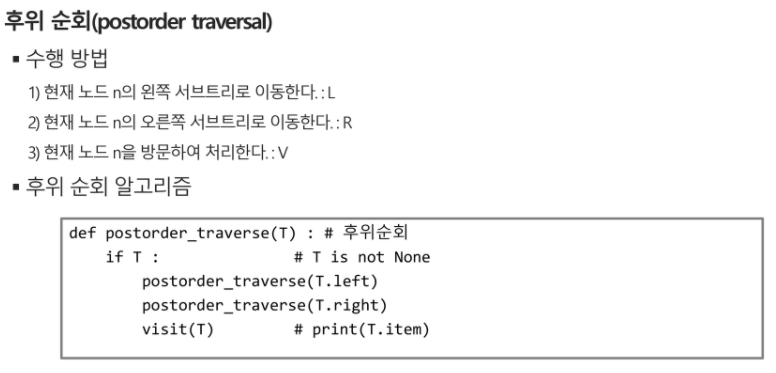 후위 순회(postorder traversal)
▪ 수행 방법
1) 현재 노드 n의 왼쪽 서브트리로 이동한다. : L
2) 현재 노드 n의 오른쪽 서브트리로 이동한다. : R
3) 현재 노드 n을 방문하여 처리한다. : V
▪ 후위 순회 알고리즘
def postorder_traverse(T) : # 후위순회
    if T :               # T is not None
        postorder_traverse(T.left)
        postorder_traverse(T.right)
        visit(T)         # print(T.item)